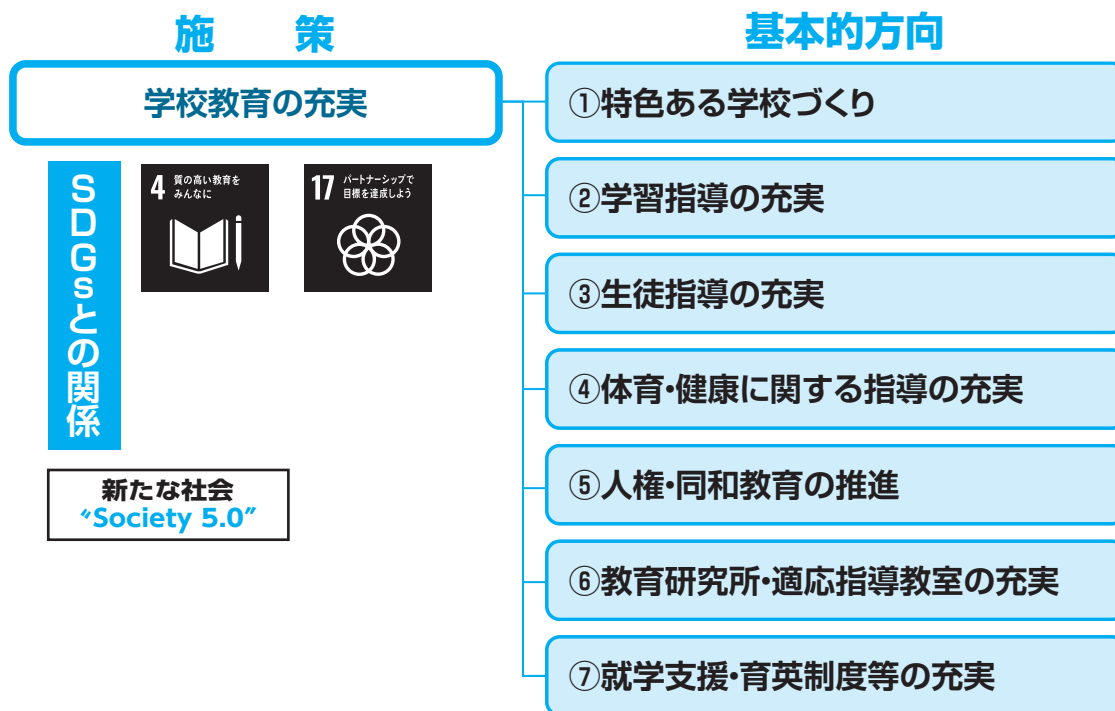 施　策
学校教育の充実
SDGsとの関係
4 質の高い教育を
みんなに
17 パートナーシップで
目標を達成しよう
新たな社会
“Society 5.0”
基本的方向
①特色ある学校づくり
②学習指導の充実
③生徒指導の充実
④体育・健康に関する指導の充実
⑤人権・同和教育の推進
⑥教育研究所・適応指導教室の充実
⑦就学支援・育英制度等の充実